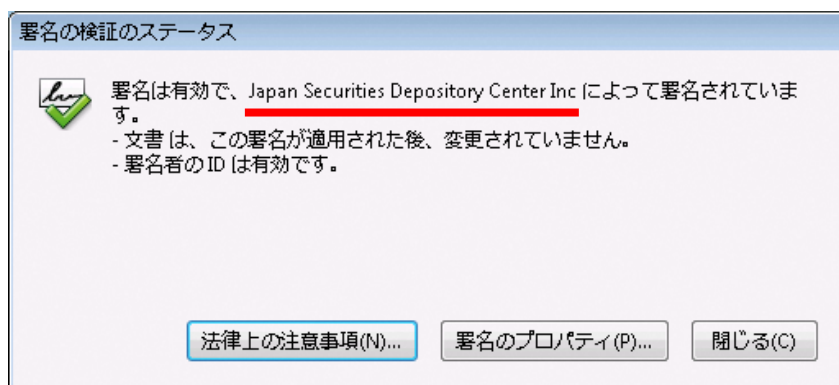 署名の検証のステータス
署名は有効で、Japan Securities Depository Center Inc によって署名されていま
す。
- 文書 は、この署名が適用された後、変更されていません。
- 署名者の ID は有効です。
法律上の注意事項(N)... 署名のプロパティ(P)... 閉じる(C)